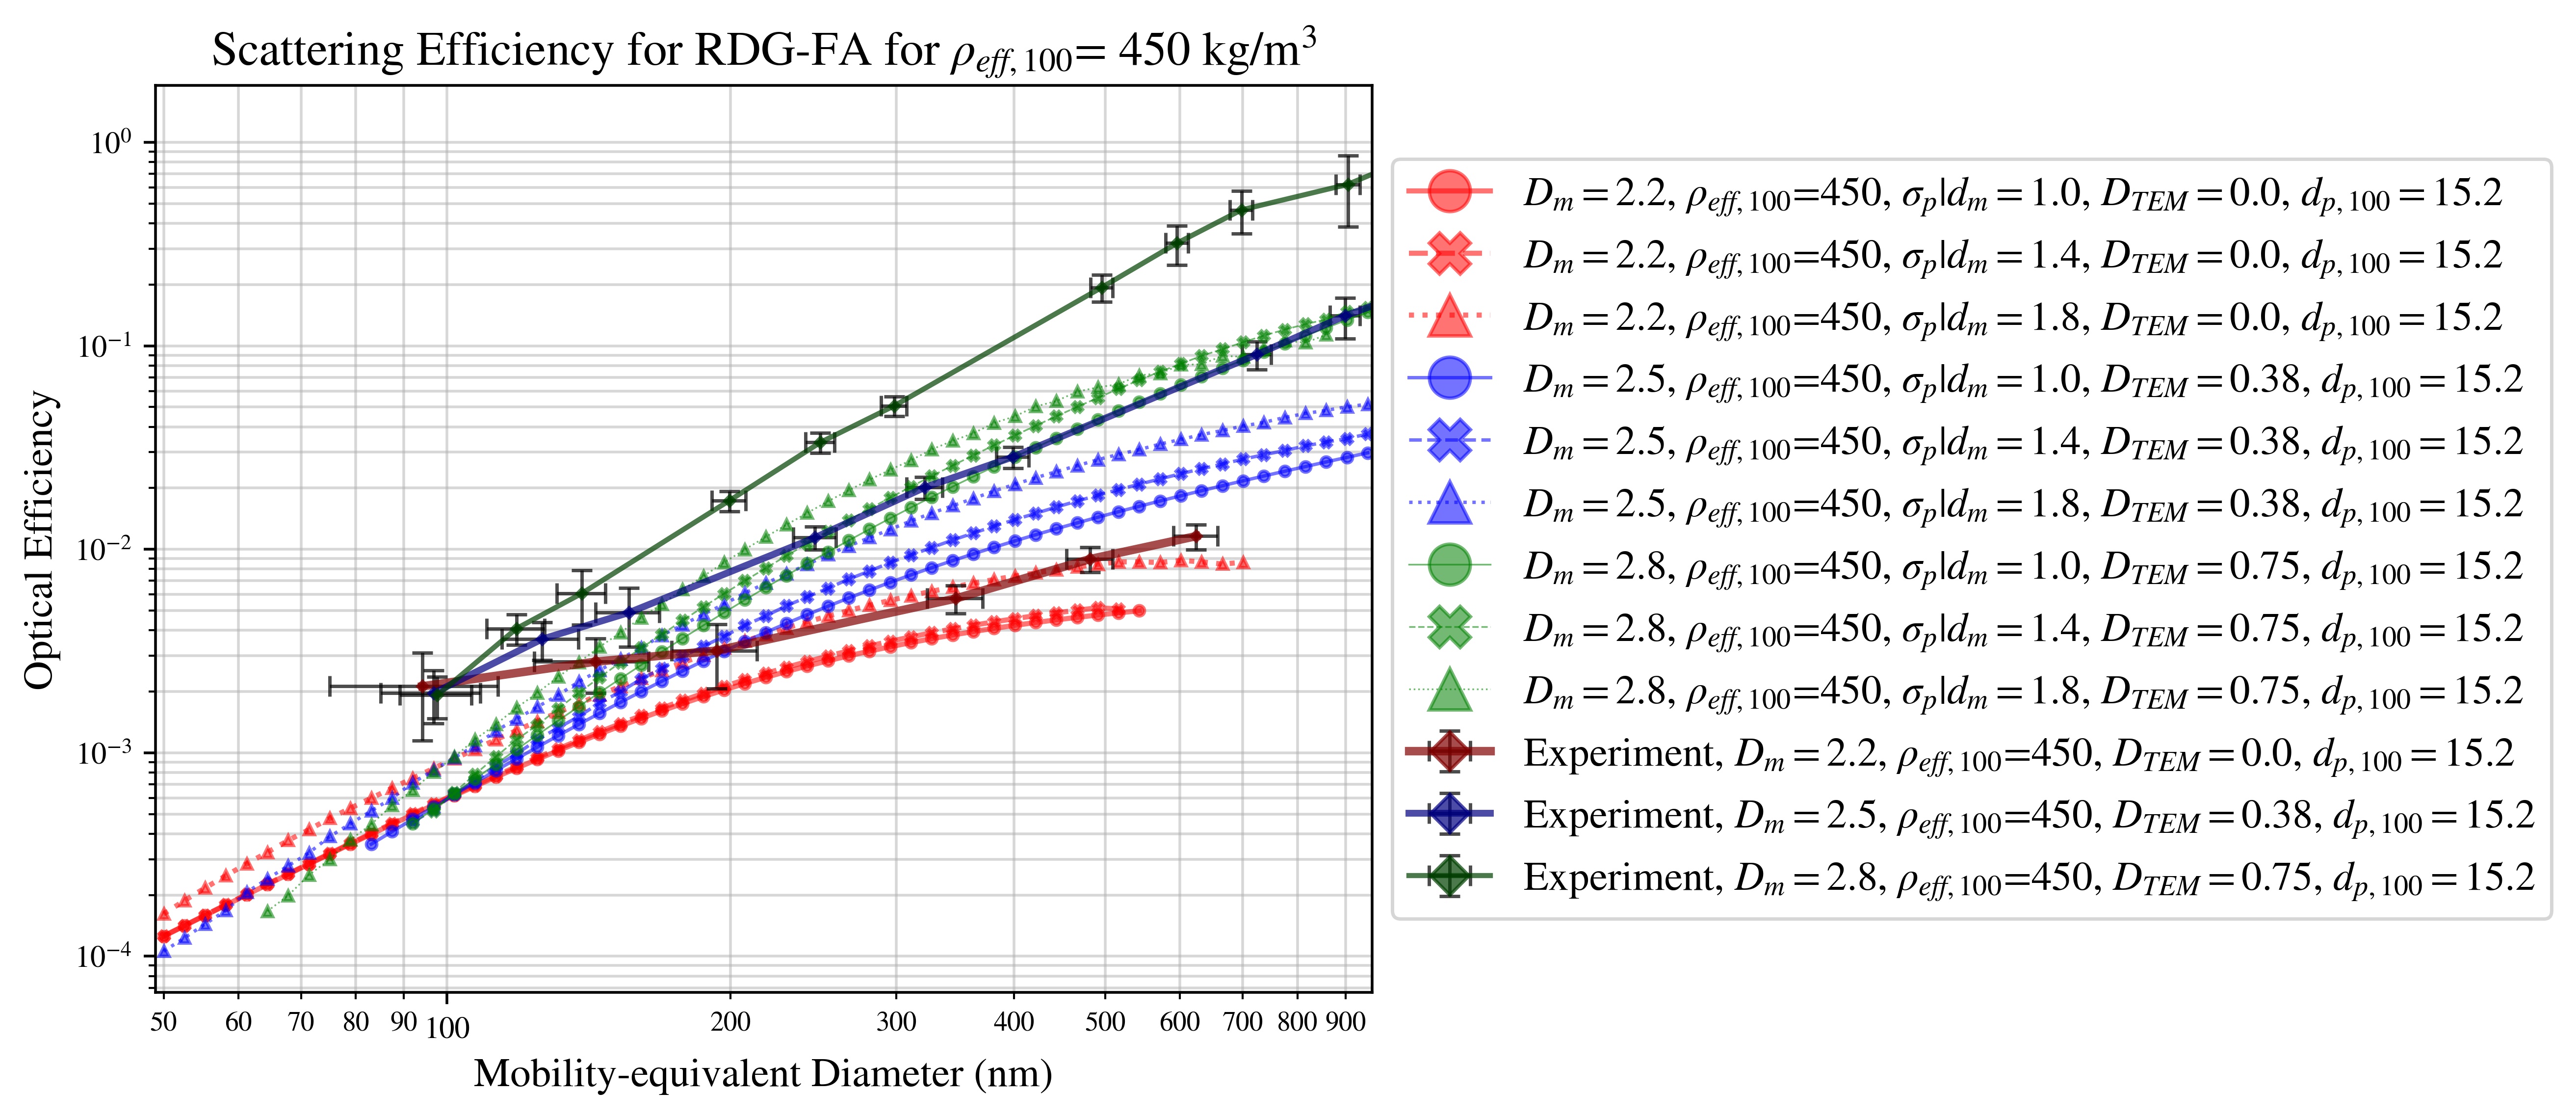 Scattering Efficiency for RDG-FA for ρeff,100= 450 kg/m³
Optical Efficiency
10⁰
10⁻¹
10⁻²
10⁻³
10⁻⁴
50 60 70 80 90 100 200 300 400 500 600 700 800 900
Mobility-equivalent Diameter (nm)
Dm = 2.2, ρeff,100=450, σp|dm = 1.0, DTEM = 0.0, dp,100 = 15.2
Dm = 2.2, ρeff,100=450, σp|dm = 1.4, DTEM = 0.0, dp,100 = 15.2
Dm = 2.2, ρeff,100=450, σp|dm = 1.8, DTEM = 0.0, dp,100 = 15.2
Dm = 2.5, ρeff,100=450, σp|dm = 1.0, DTEM = 0.38, dp,100 = 15.2
Dm = 2.5, ρeff,100=450, σp|dm = 1.4, DTEM = 0.38, dp,100 = 15.2
Dm = 2.5, ρeff,100=450, σp|dm = 1.8, DTEM = 0.38, dp,100 = 15.2
Dm = 2.8, ρeff,100=450, σp|dm = 1.0, DTEM = 0.75, dp,100 = 15.2
Dm = 2.8, ρeff,100=450, σp|dm = 1.4, DTEM = 0.75, dp,100 = 15.2
Dm = 2.8, ρeff,100=450, σp|dm = 1.8, DTEM = 0.75, dp,100 = 15.2
Experiment, Dm = 2.2, ρeff,100=450, DTEM = 0.0, dp,100 = 15.2
Experiment, Dm = 2.5, ρeff,100=450, DTEM = 0.38, dp,100 = 15.2
Experiment, Dm = 2.8, ρeff,100=450, DTEM = 0.75, dp,100 = 15.2